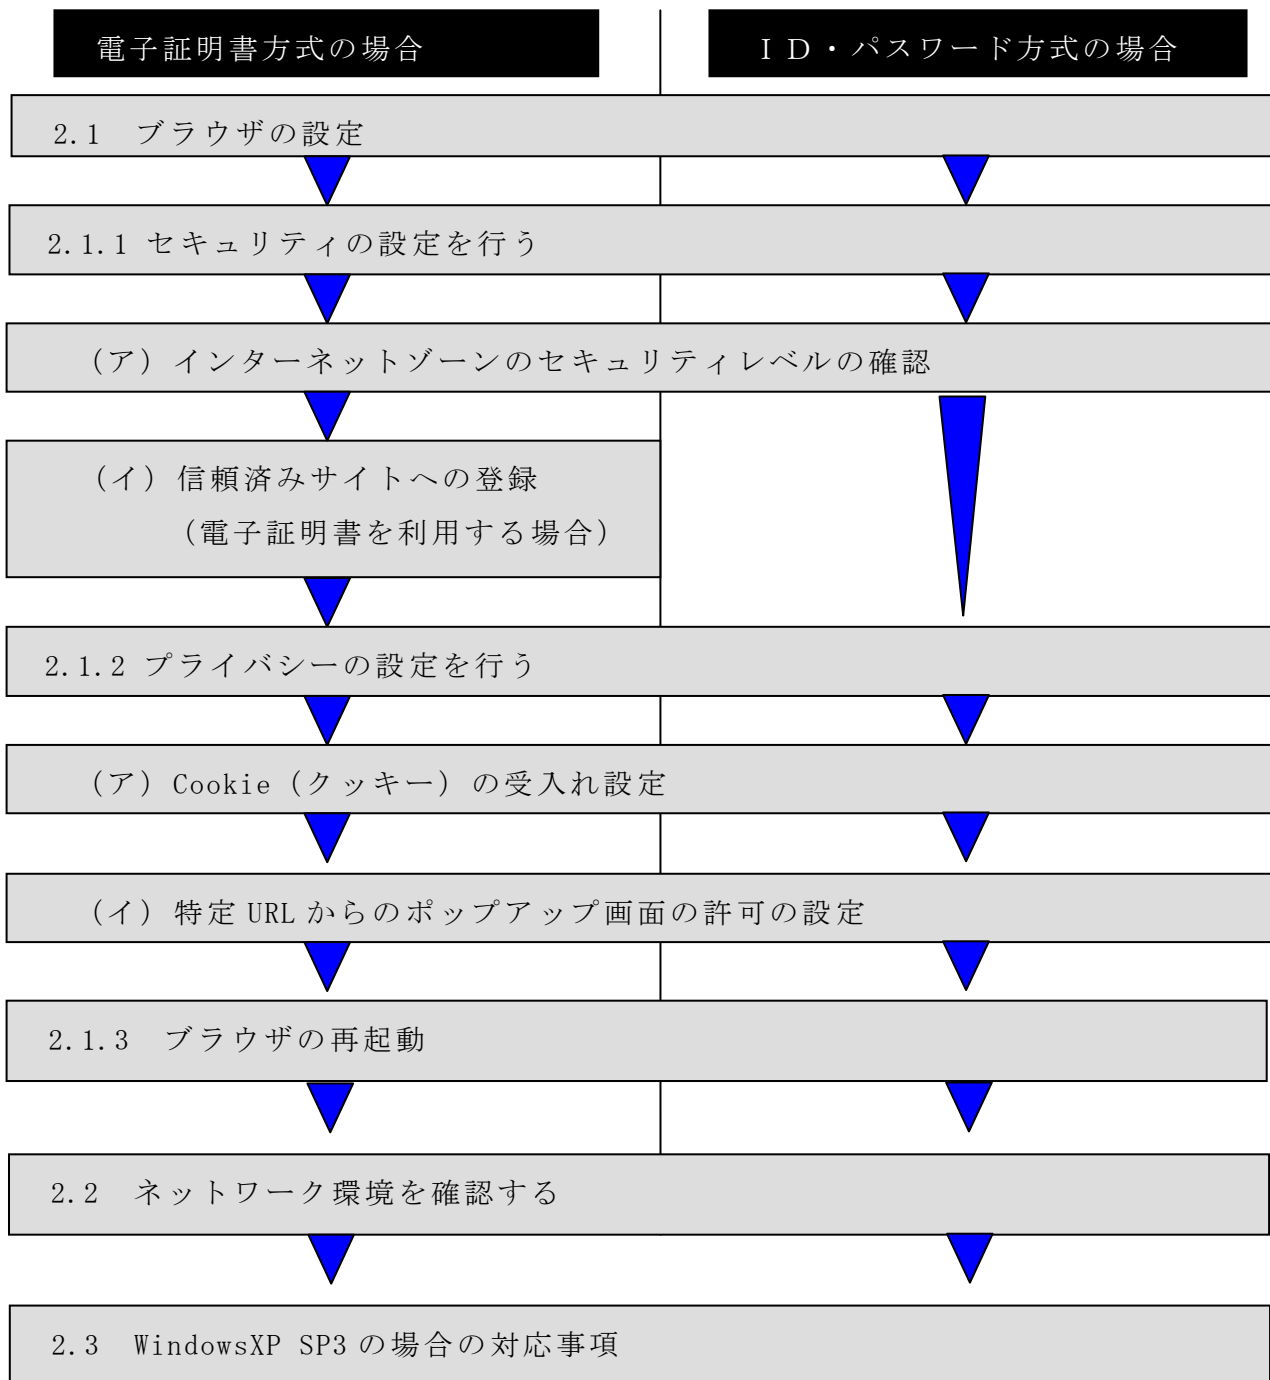 電子証明書方式の場合
ＩＤ・パスワード方式の場合
2.1　ブラウザの設定
2.1.1 セキュリティの設定を行う
（ア）インターネットゾーンのセキュリティレベルの確認
（イ）信頼済みサイトへの登録
（電子証明書を利用する場合）
2.1.2 プライバシーの設定を行う
（ア）Cookie（クッキー）の受入れ設定
（イ）特定 URL からのポップアップ画面の許可の設定
2.1.3　ブラウザの再起動
2.2　ネットワーク環境を確認する
2.3　WindowsXP SP3 の場合の対応事項